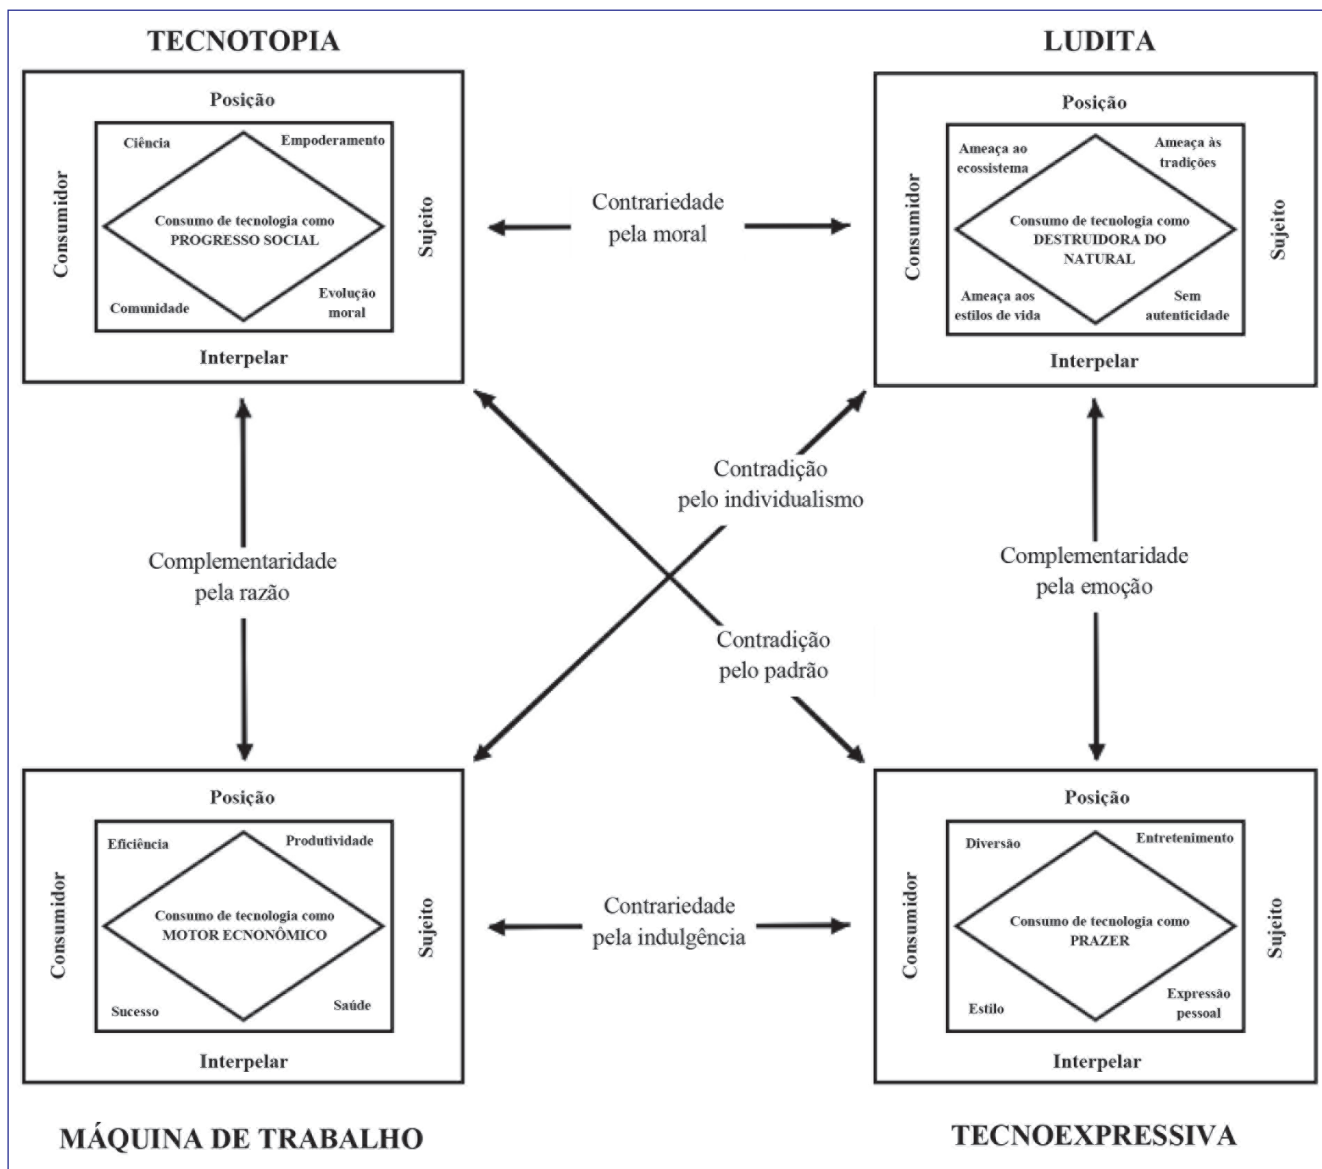 TECNOTOPIA
Posição
Consumidor
Ciência
Empoderamento
Consumo de tecnologia como
PROGRESSO SOCIAL
Comunidade
Evolução
moral
Sujeito
Interpelar
Contrariedade
pela moral
LUDITA
Posição
Consumidor
Ameaça ao
ecossistema
Ameaça às
tradições
Consumo de tecnologia como
DESTRUIDORA DO
NATURAL
Ameaça aos
estilos de vida
Sem
autenticidade
Sujeito
Interpelar
Complementaridade
pela razão
Contradição
pelo individualismo
Contradição
pelo padrão
Complementaridade
pela emoção
Posição
Consumidor
Eficiência
Produtividade
Consumo de tecnologia como
MOTOR ECNONÔMICO
Sucesso
Saúde
Sujeito
Interpelar
MÁQUINA DE TRABALHO
Contrariedade
pela indulgência
Posição
Consumidor
Diversão
Entretenimento
Consumo de tecnologia como
PRAZER
Estilo
Expressão
pessoal
Sujeito
Interpelar
TECNOEXPRESSIVA